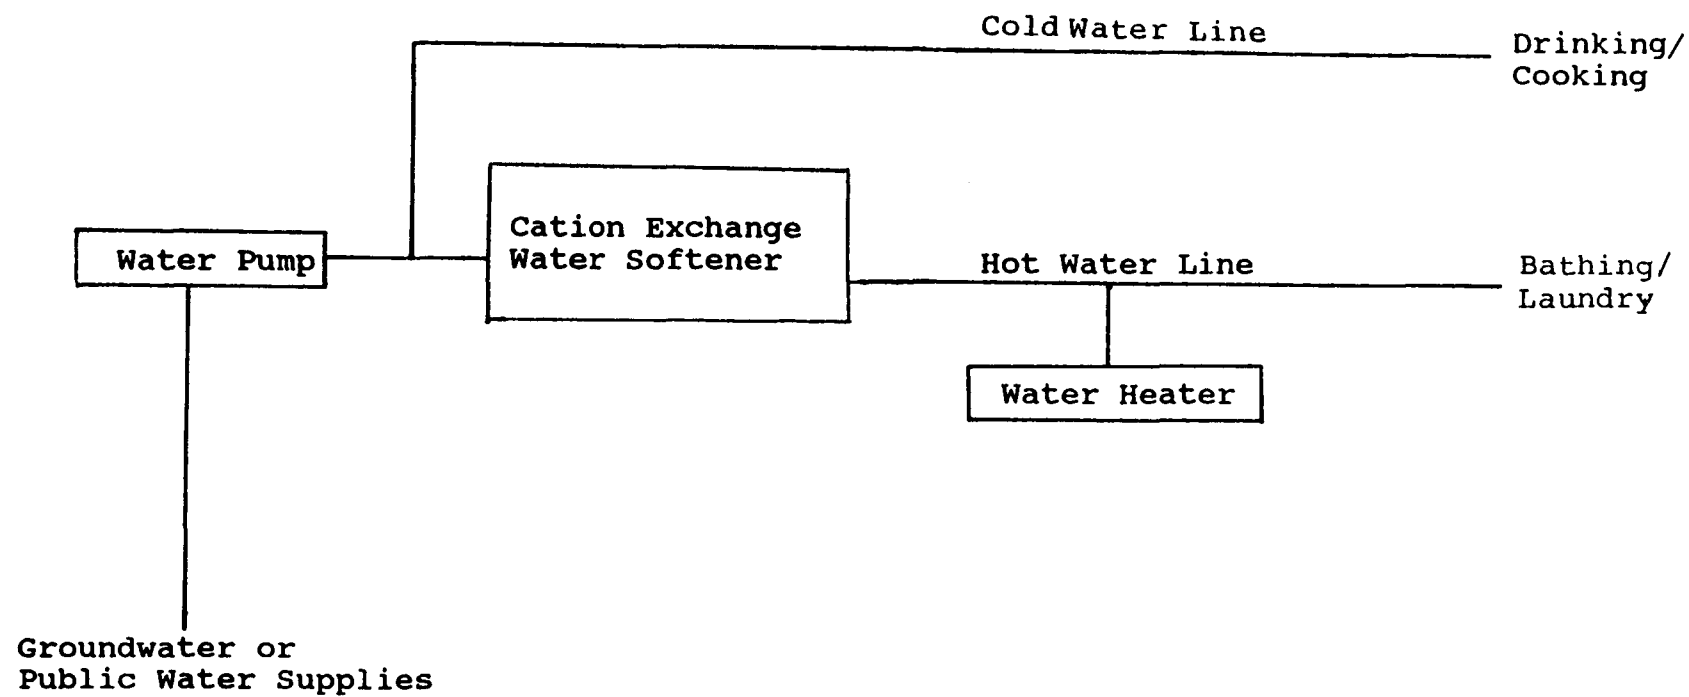 Cold Water Line
Drinking/
Cooking
Cation Exchange
Water Softener
Water Pump
Hot Water Line
Bathing/
Laundry
Water Heater
Groundwater or
Public Water Supplies